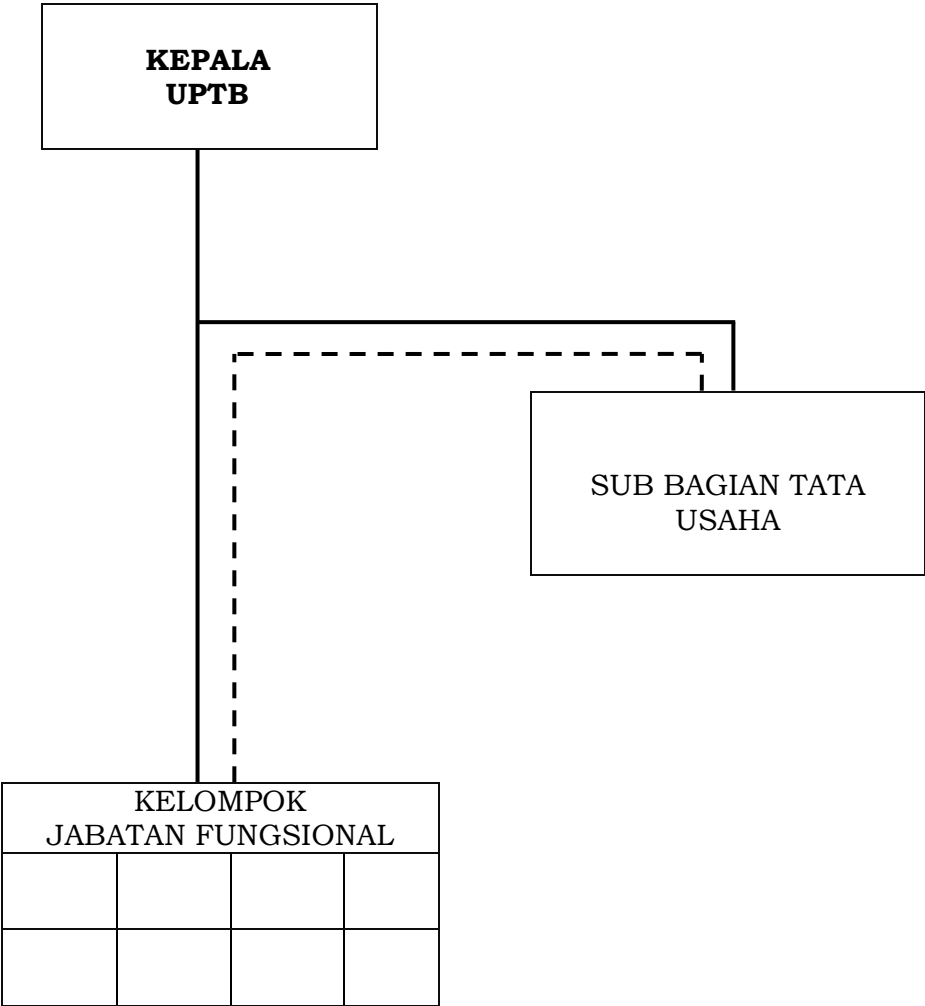 KEPALA
UPTB
SUB BAGIAN TATA
USAHA
KELOMPOK
JABATAN FUNGSIONAL